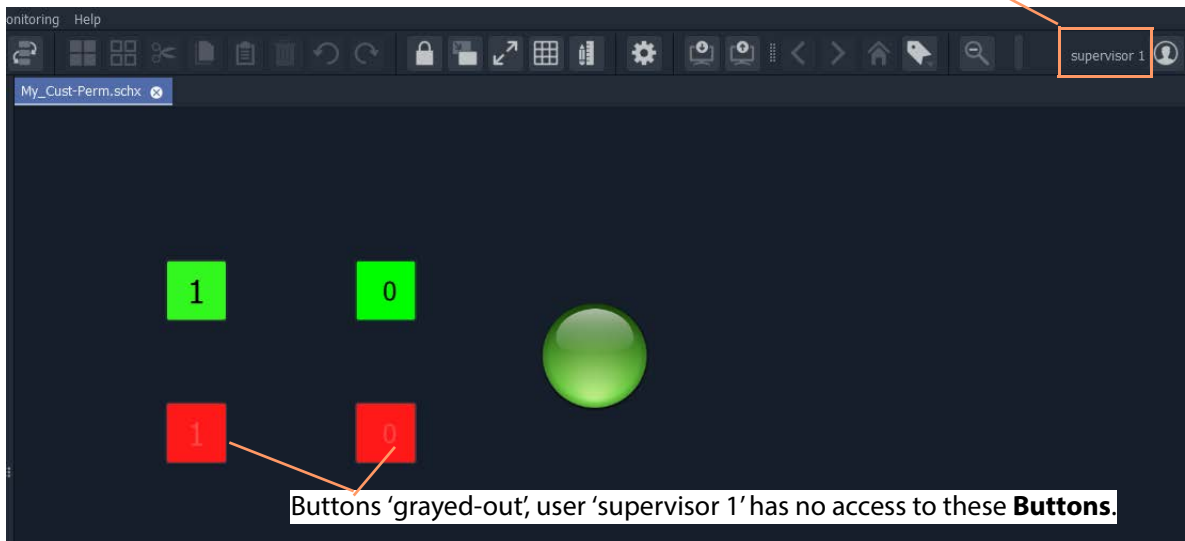 onitoring Help
supervisor 1
My_Cust-Perm.schx
1 0
1 0
Buttons ‘grayed-out’, user ‘supervisor 1’ has no access to these Buttons.